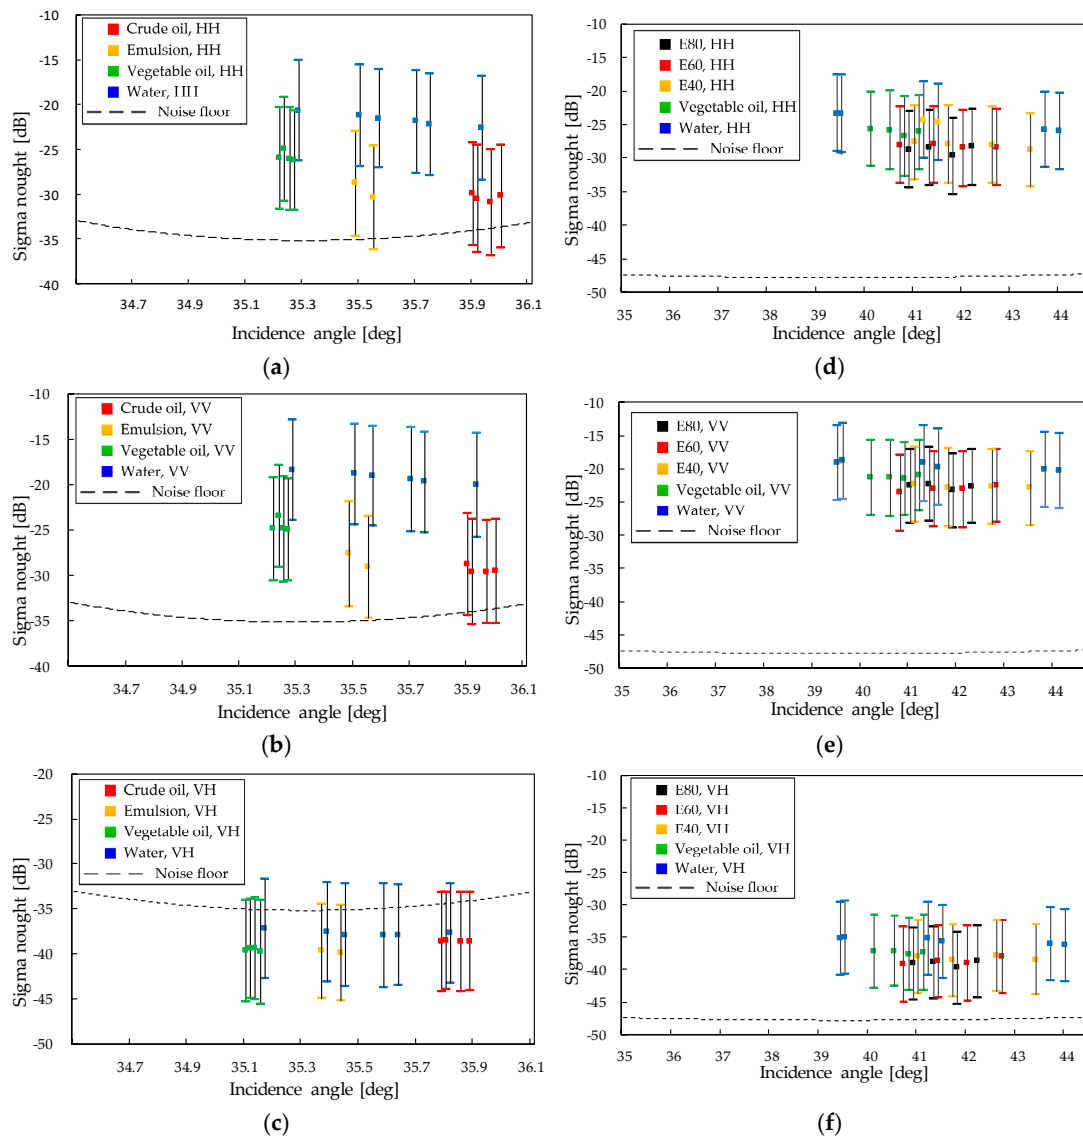 -10
-15
-20
-25
-30
-35
-40
Sigma nought [dB]
Crude oil, HH
Emulsion, HH
Vegetable oil, HH
Water, HH
Noise floor
34.7
34.9
35.1
35.3
35.5
35.7
35.9
36.1
Incidence angle [deg]
(a)
-10
-15
-20
-25
-30
-35
-40
-45
-50
Sigma nought [dB]
E80, HH
E60, HH
E40, HH
Vegetable oil, HH
Water, HH
Noise floor
35
36
37
38
39
40
41
42
43
44
Incidence angle [deg]
(d)
-10
-15
-20
-25
-30
-35
-40
Sigma nought [dB]
Crude oil, VV
Emulsion, VV
Vegetable oil, VV
Water, VV
Noise floor
34.7
34.9
35.1
35.3
35.5
35.7
35.9
36.1
Incidence angle [deg]
(b)
-10
-15
-20
-25
-30
-35
-40
-45
-50
Sigma nought [dB]
E80, VV
E60, VV
E40, VV
Vegetable oil, VV
Water, VV
Noise floor
35
36
37
38
39
40
41
42
43
44
Incidence angle [deg]
(e)
-20
-25
-30
-35
-40
-45
-50
Sigma nought [dB]
Crude oil, VH
Emulsion, VH
Vegetable oil, VH
Water, VH
Noise floor
34.7
34.9
35.1
35.3
35.5
35.7
35.9
36.1
Incidence angle [deg]
(c)
-10
-15
-20
-25
-30
-35
-40
-45
-50
Sigma nought [dB]
E80, VH
E60, VH
E40, VH
Vegetable oil, VH
Water, VH
Noise floor
35
36
37
38
39
40
41
42
43
44
Incidence angle [deg]
(f)